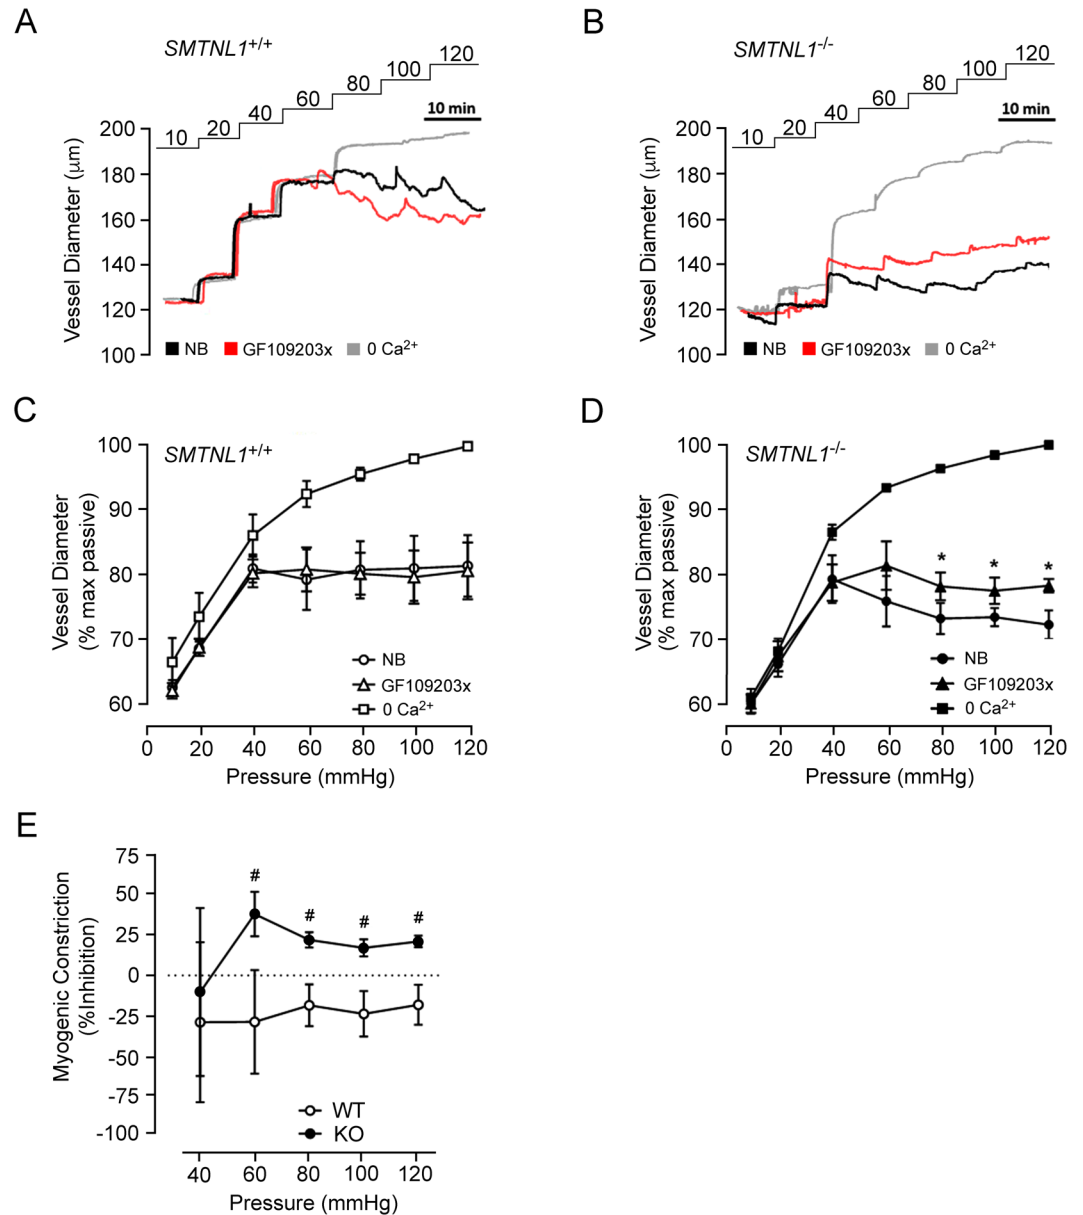 A
SMTNL1+/+
10 20 40 60 80 100 120
10 min
Vessel Diameter (μm)
200
180
160
140
120
100
NB GF109203x 0 Ca2+
B
SMTNL1-/-
10 20 40 60 80 100 120
10 min
Vessel Diameter (μm)
200
180
160
140
120
100
NB GF109203x 0 Ca2+
C
SMTNL1+/+
Vessel Diameter
(% max passive)
100
90
80
70
60
NB
GF109203x
0 Ca2+
0 20 40 60 80 100 120
Pressure (mmHg)
D
SMTNL1-/-
Vessel Diameter
(% max passive)
100
90
80
70
60
* * *
NB
GF109203x
0 Ca2+
0 20 40 60 80 100 120
Pressure (mmHg)
E
Myogenic Constriction
(%Inhibition)
75
50
25
0
-25
-50
-75
-100
# # # #
WT
KO
40 60 80 100 120
Pressure (mmHg)